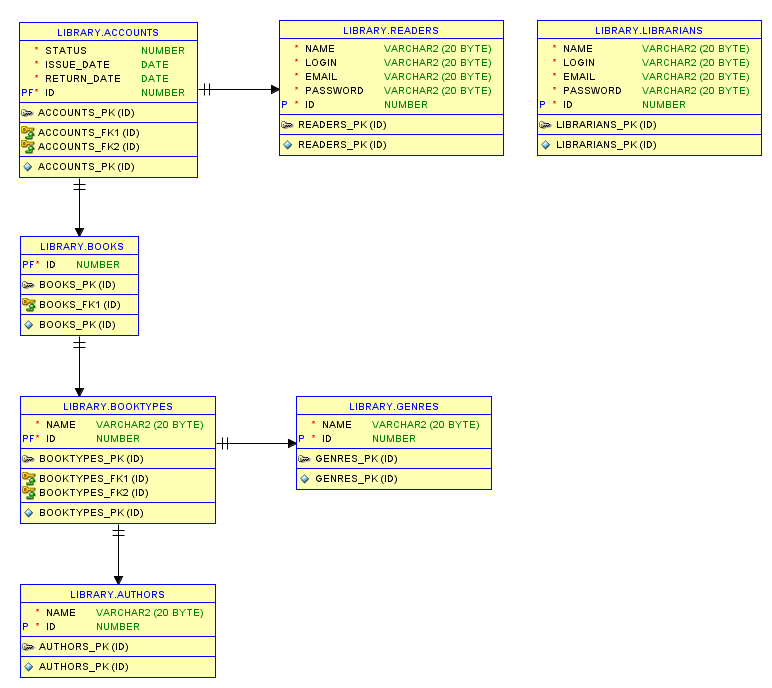 LIBRARY.ACCOUNTS
* STATUS NUMBER
* ISSUE_DATE DATE
* RETURN_DATE DATE
PF* ID NUMBER
ACCOUNTS_PK (ID)
ACCOUNTS_FK1 (ID)
ACCOUNTS_FK2 (ID)
ACCOUNTS_PK (ID)
LIBRARY.READERS
* NAME VARCHAR2 (20 BYTE)
* LOGIN VARCHAR2 (20 BYTE)
* EMAIL VARCHAR2 (20 BYTE)
* PASSWORD VARCHAR2 (20 BYTE)
P * ID NUMBER
READERS_PK (ID)
READERS_PK (ID)
LIBRARY.LIBRARIANS
* NAME VARCHAR2 (20 BYTE)
* LOGIN VARCHAR2 (20 BYTE)
* EMAIL VARCHAR2 (20 BYTE)
* PASSWORD VARCHAR2 (20 BYTE)
P * ID NUMBER
LIBRARIANS_PK (ID)
LIBRARIANS_PK (ID)
LIBRARY.BOOKS
PF* ID NUMBER
BOOKS_PK (ID)
BOOKS_FK1 (ID)
BOOKS_PK (ID)
LIBRARY.BOOKTYPES
* NAME VARCHAR2 (20 BYTE)
PF* ID NUMBER
BOOKTYPES_PK (ID)
BOOKTYPES_FK1 (ID)
BOOKTYPES_FK2 (ID)
BOOKTYPES_PK (ID)
LIBRARY.GENRES
* NAME VARCHAR2 (20 BYTE)
P * ID NUMBER
GENRES_PK (ID)
GENRES_PK (ID)
LIBRARY.AUTHORS
* NAME VARCHAR2 (20 BYTE)
P * ID NUMBER
AUTHORS_PK (ID)
AUTHORS_PK (ID)